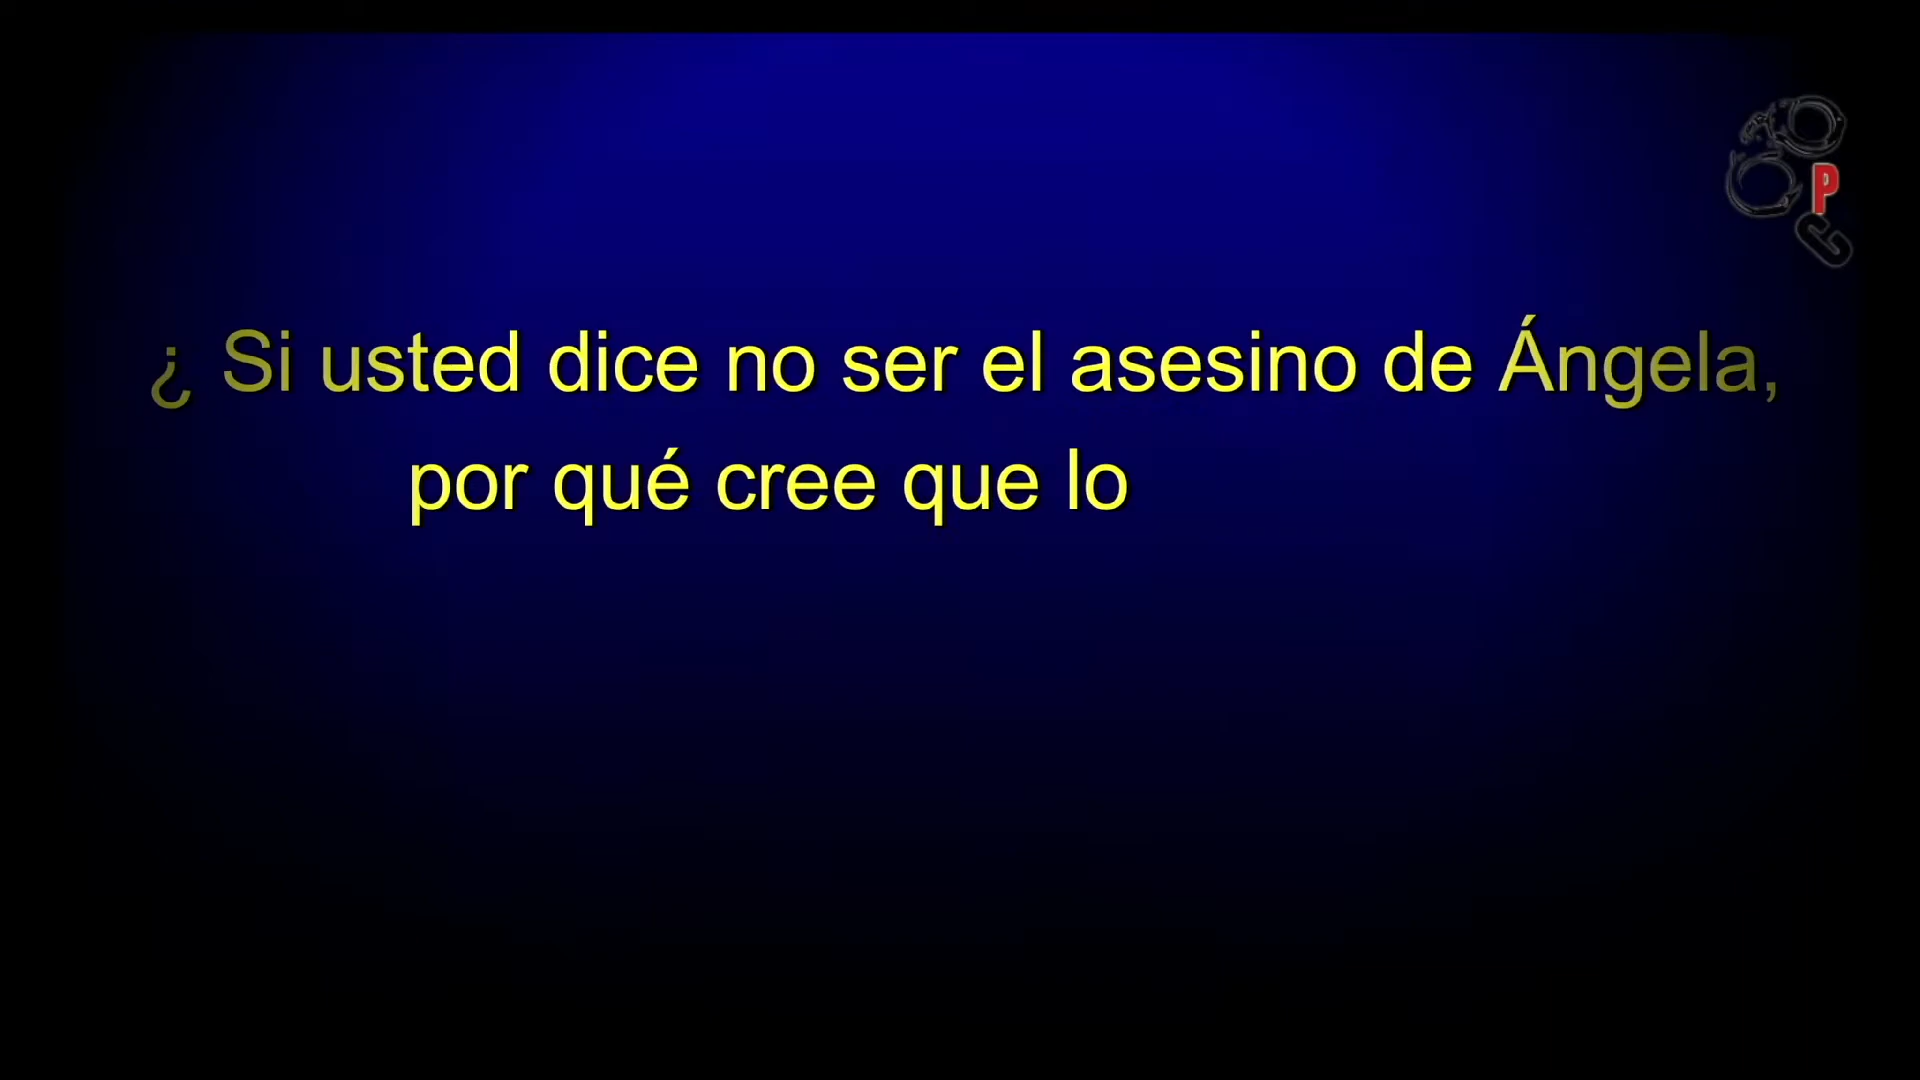 ¿ Si usted dice no ser el asesino de Ángela,
por qué cree que lo
P